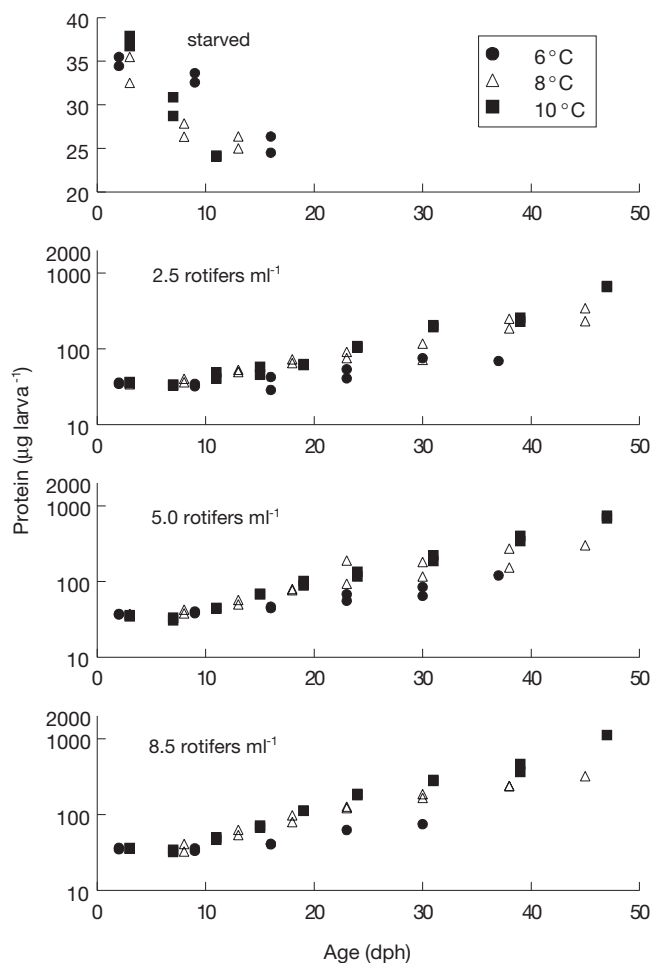 starved
6 °C
8 °C
10 °C
40
35
30
25
20
0 10 20 30 40 50
2.5 rotifers ml⁻¹
2000
1000
100
10
0 10 20 30 40 50
5.0 rotifers ml⁻¹
2000
1000
100
10
0 10 20 30 40 50
8.5 rotifers ml⁻¹
2000
1000
100
10
0 10 20 30 40 50
Protein (µg larva⁻¹)
Age (dph)